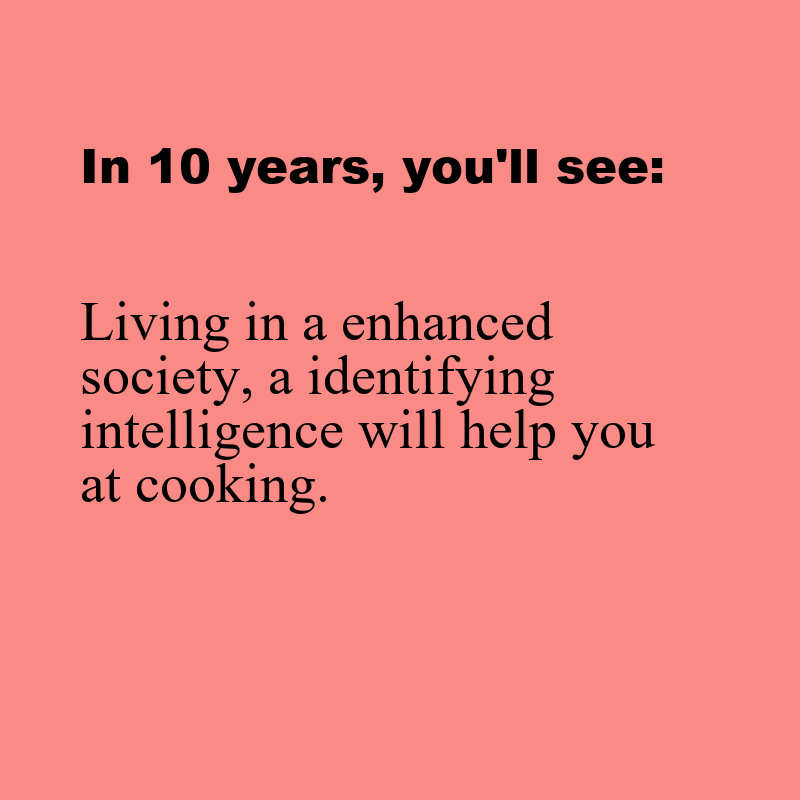 In 10 years, you'll see:
Living in a enhanced
society, a identifying
intelligence will help you
at cooking.